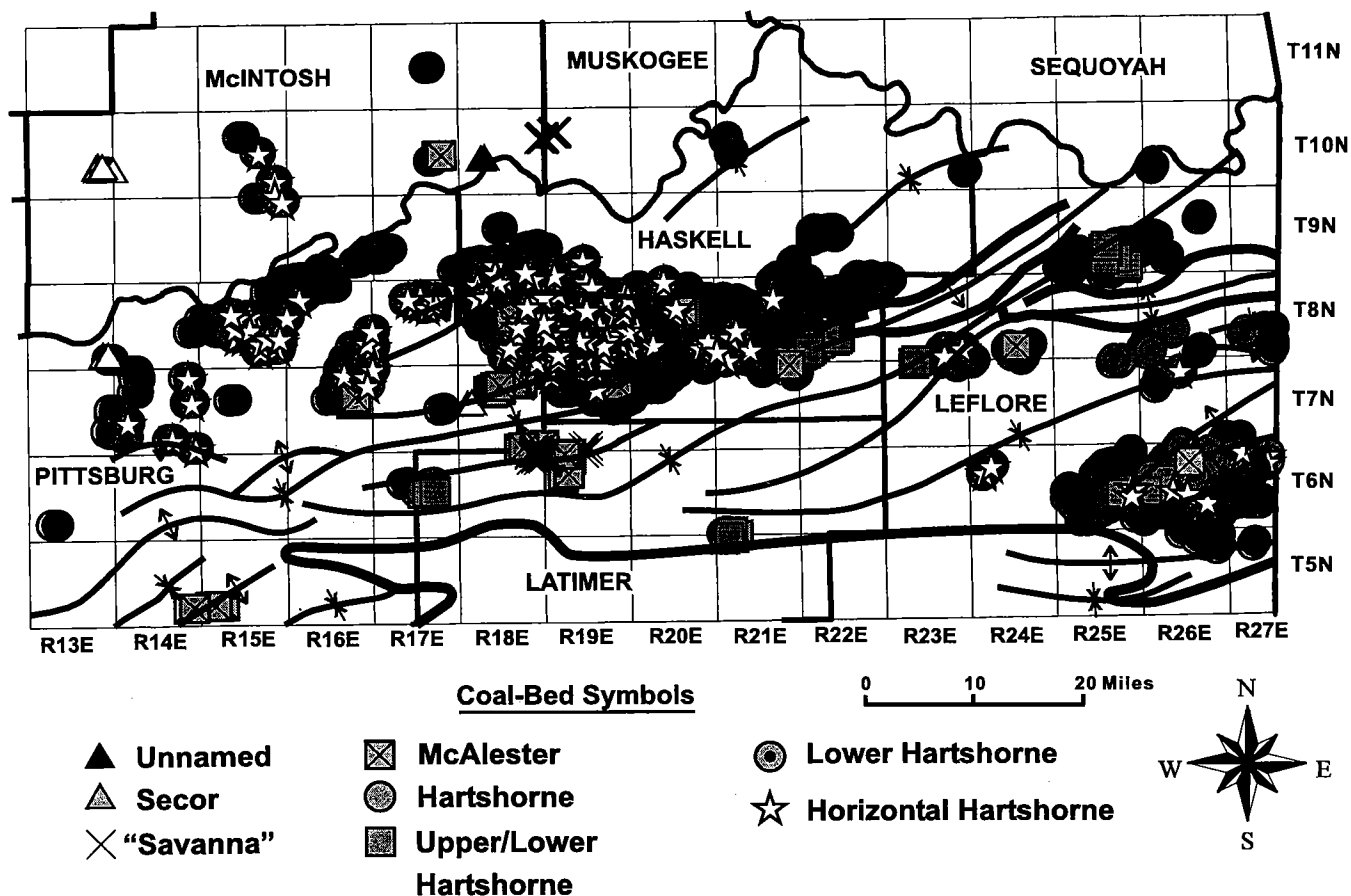 T11N
McINTOSH
MUSKOGEE
SEQUOYAH
T10N
T9N
HASKELL
T8N
T7N
LEFLORE
PITTSBURG
T6N
T5N
LATIMER
R13E R14E R15E R16E R17E R18E R19E R20E R21E R22E R23E R24E R25E R26E R27E
Coal-Bed Symbols
0 10 20 Miles
N
W E
S
Unnamed
Secor
"Savanna"
McAlester
Hartshorne
Upper/Lower
Hartshorne
Lower Hartshorne
Horizontal Hartshorne